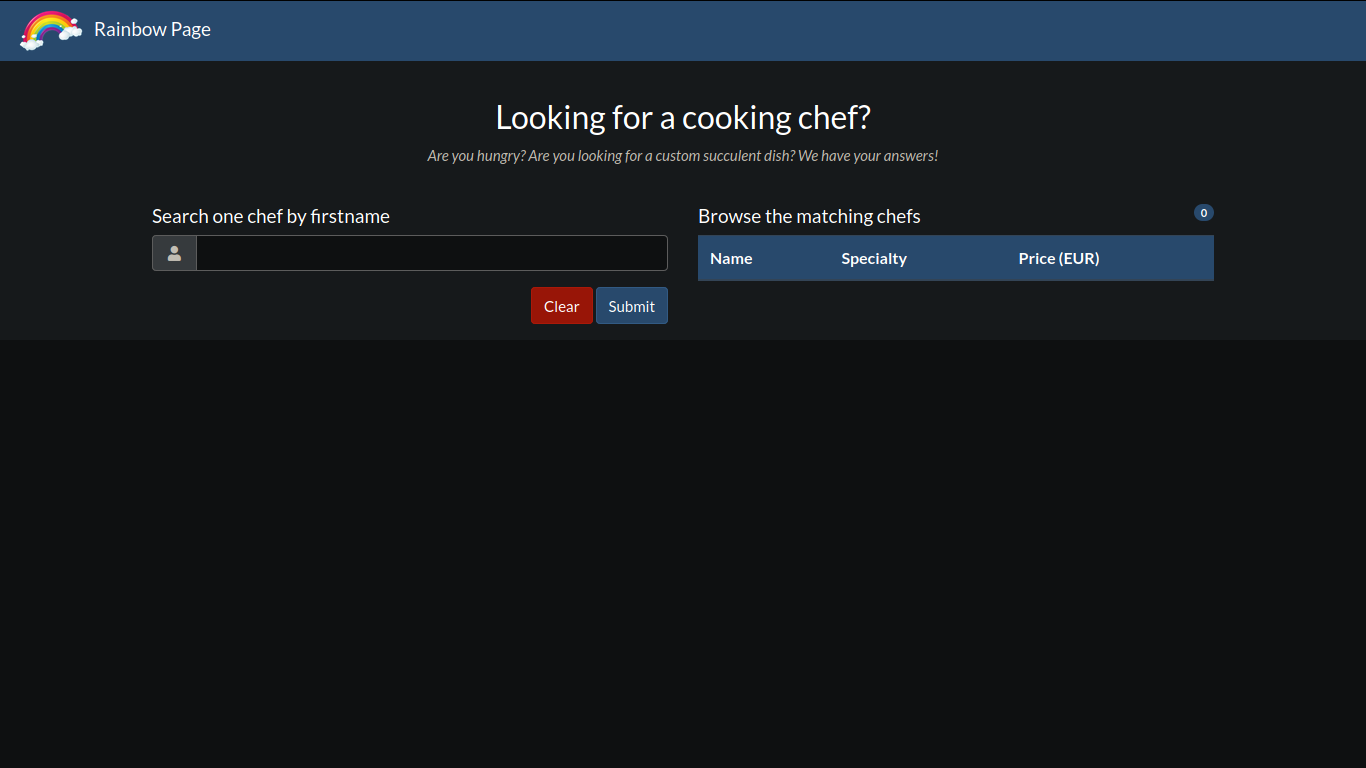 Rainbow Page
Looking for a cooking chef?
Are you hungry? Are you looking for a custom succulent dish? We have your answers!
Search one chef by firstname
Clear Submit
Browse the matching chefs 0
Name Specialty Price (EUR)